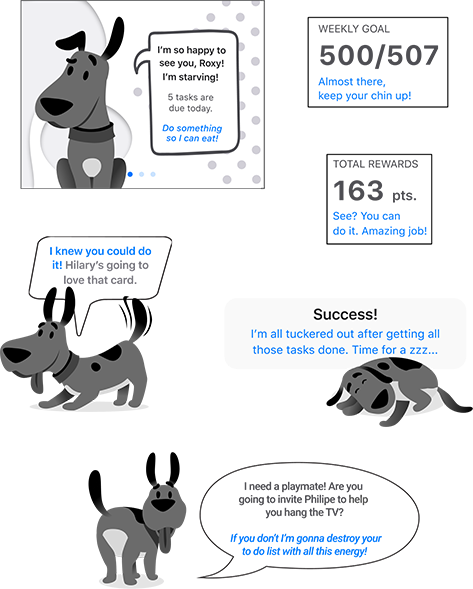 I'm so happy to
see you, Roxy!
I'm starving!
5 tasks are
due today.
Do something
so I can eat!
WEEKLY GOAL
500/507
Almost there,
keep your chin up!
TOTAL REWARDS
163 pts.
See? You can
do it. Amazing job!
I knew you could do
it! Hilary's going to
love that card.
Success!
I'm all tuckered out after getting all
those tasks done. Time for a zzz...
I need a playmate! Are you
going to invite Philipe to help
you hang the TV?
If you don't I'm gonna destroy your
to do list with all this energy!